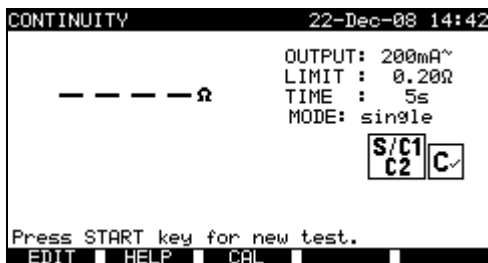 CONTINUITY 22-Dec-08 14:42
OUTPUT: 200mA~
LIMIT : 0.20Ω
– – – – Ω
TIME : 5s
MODE: single
S/C1
C2
C✓
Press START key for new test.
EDIT HELP CAL